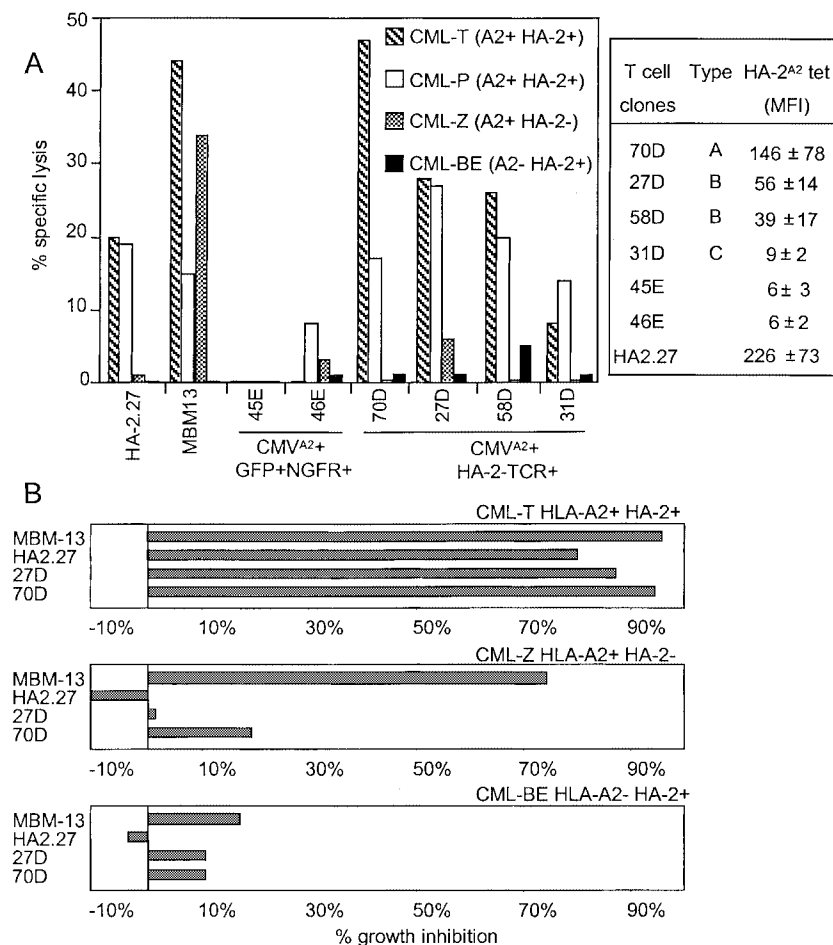 A
% specific lysis
50
40
30
20
10
0
CML-T (A2+ HA-2+)
CML-P (A2+ HA-2+)
CML-Z (A2+ HA-2-)
CML-BE (A2- HA-2+)
HA-2.27
MBM13
45E
46E
70D
27D
58D
31D
CMV^A2+
GFP+NGFR+
CMV^A2+
HA-2-TCR+
T cell clones Type HA-2^A2 tet (MFI)
70D A 146 ± 78
27D B 56 ± 14
58D B 39 ± 17
31D C 9 ± 2
45E 6 ± 3
46E 6 ± 2
HA2.27 226 ± 73
B
CML-T HLA-A2+ HA-2+
MBM-13
HA2.27
27D
70D
-10% 10% 30% 50% 70% 90%
CML-Z HLA-A2+ HA-2-
MBM-13
HA2.27
27D
70D
-10% 10% 30% 50% 70% 90%
CML-BE HLA-A2- HA-2+
MBM-13
HA2.27
27D
70D
-10% 10% 30% 50% 70% 90%
% growth inhibition